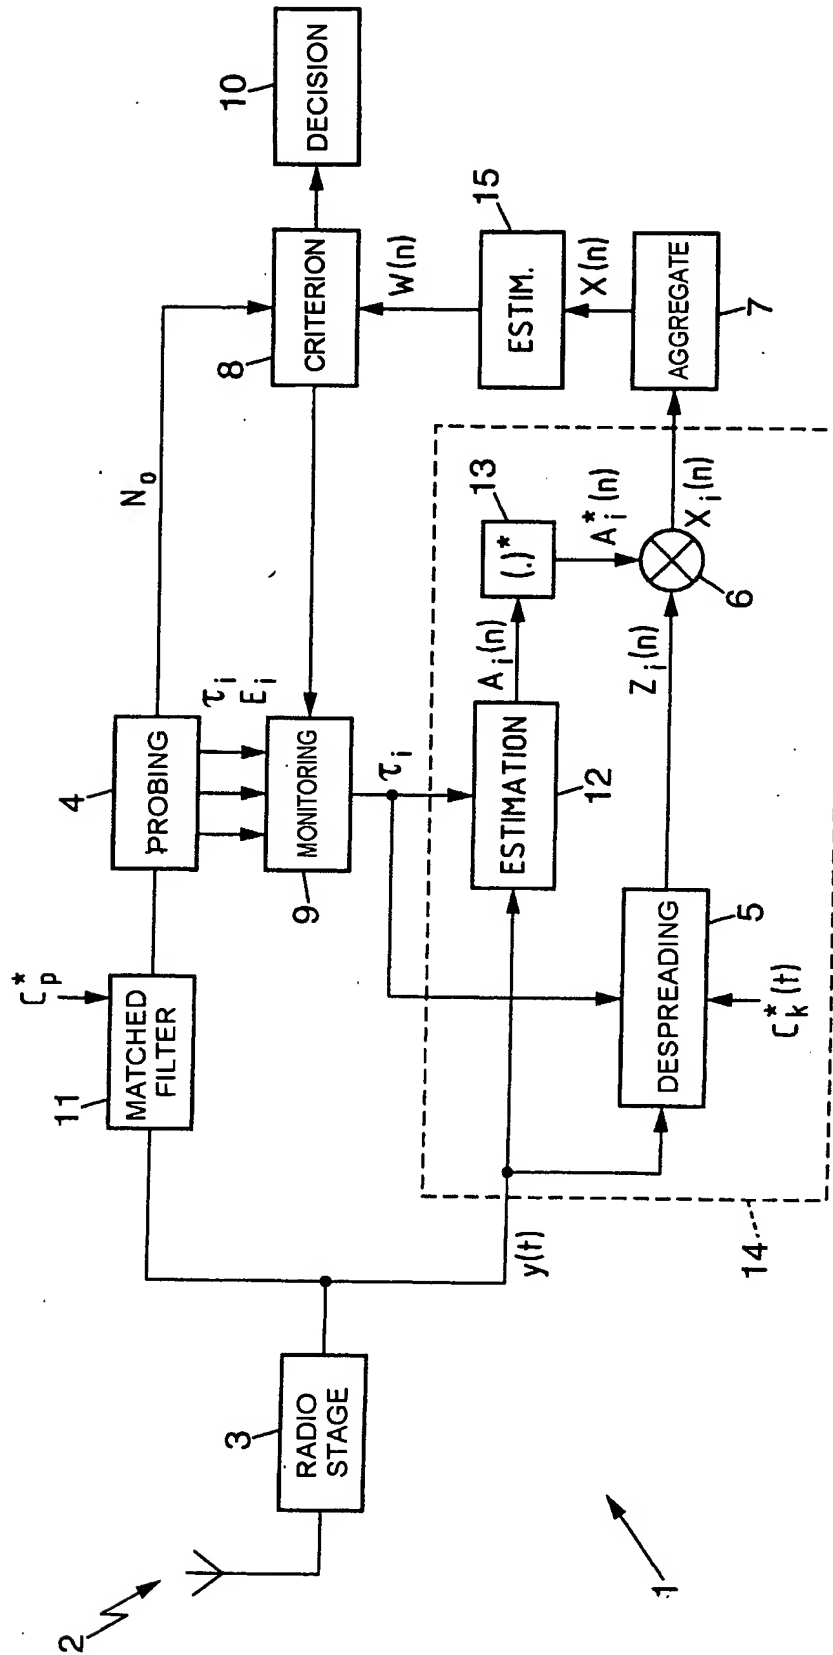 2
1
3
RADIO
STAGE
y(t)
14
11
MATCHED
FILTER
C*p
4
PROBING
N0
τi
Ei
9
MONITORING
τi
8
CRITERION
10
DECISION
12
ESTIMATION
Ai(n)
13
(.)*
A*i(n)
5
DESPREADING
C*k(t)
Zi(n)
6
Xi(n)
7
AGGREGATE
X(n)
15
ESTIM.
W(n)